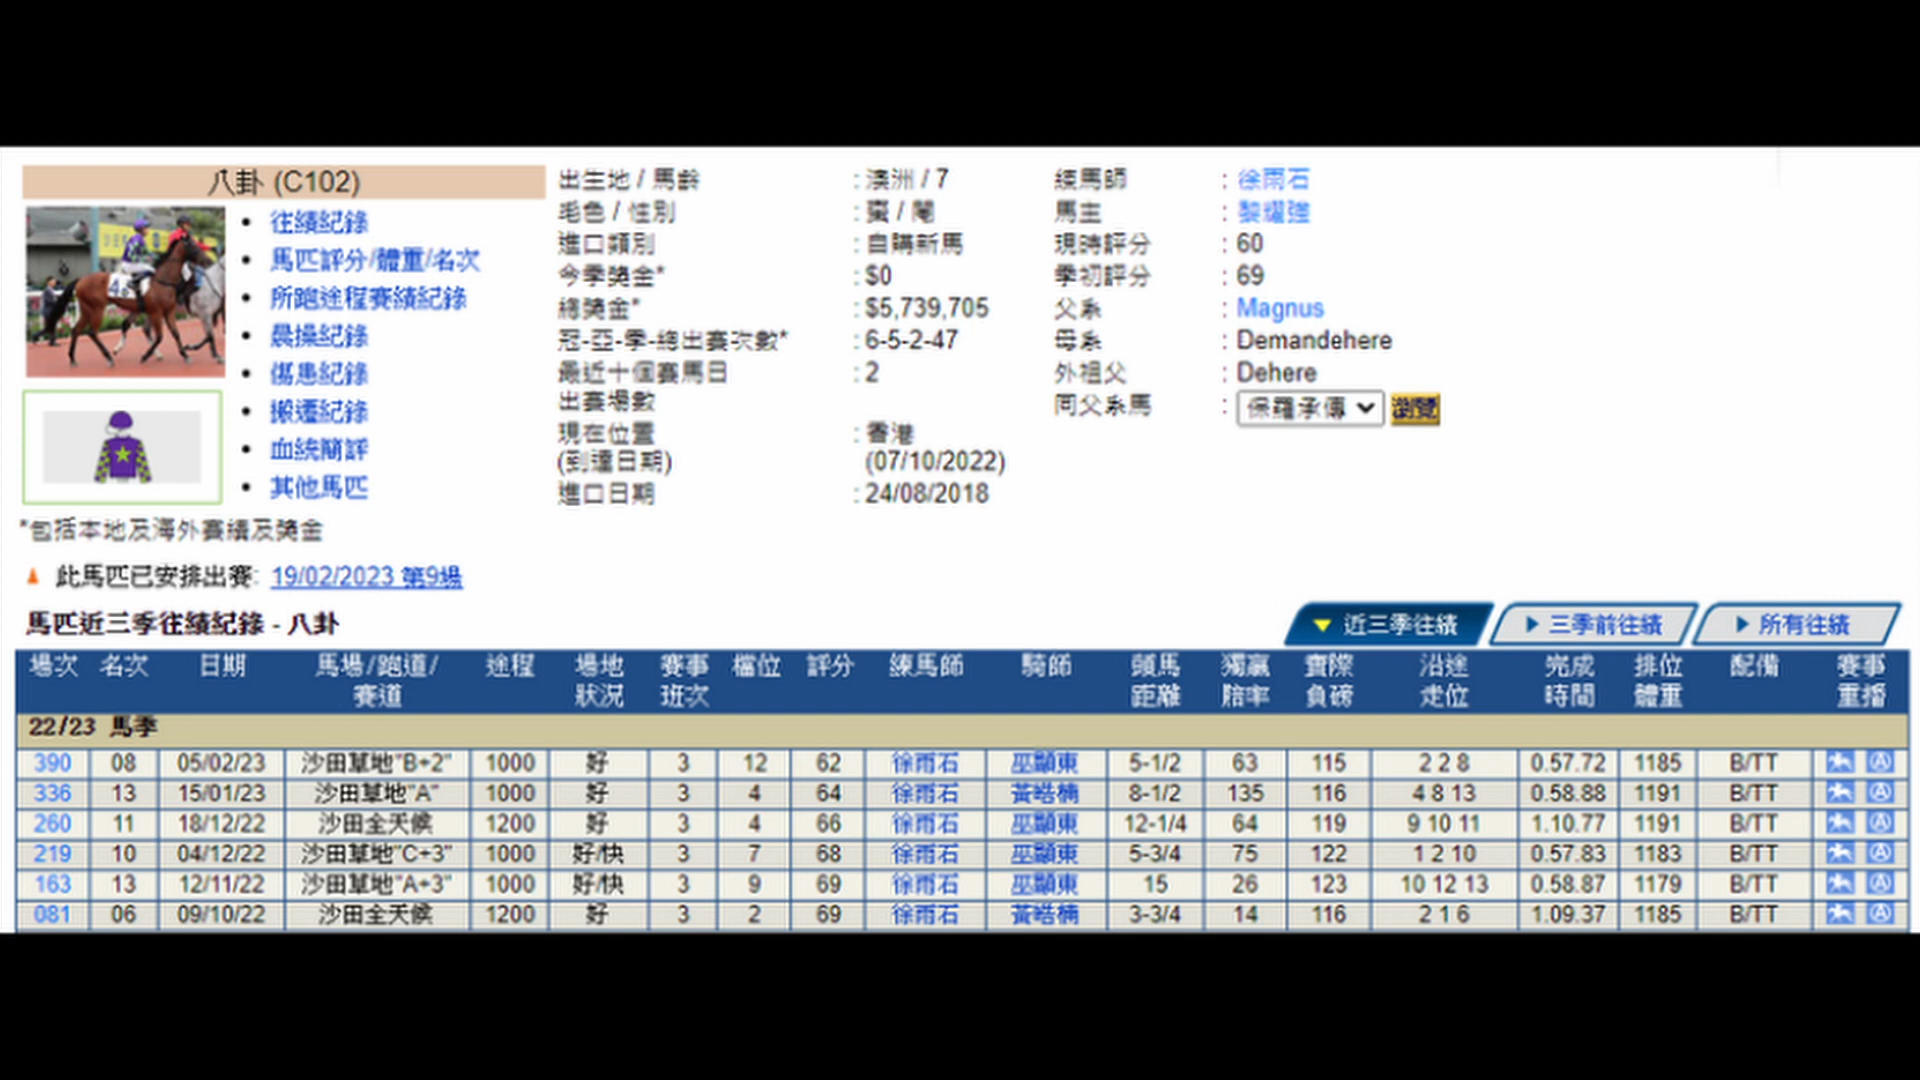 八卦 (C102)
• 往績紀錄
• 馬匹評分/體重/名次
• 所跑途程賽績紀錄
• 晨操紀錄
• 傷患紀錄
• 搬遷紀錄
• 血統簡評
• 其他馬匹
*包括本地及海外賽績及獎金
出生地 / 馬齡 : 澳洲 / 7
毛色 / 性別 : 棗 / 閹
進口類別 : 自購新馬
今季獎金* : $0
總獎金* : $5,739,705
冠-亞-季-總出賽次數* : 6-5-2-47
最近十個賽馬日 : 2
出賽場數
現在位置 : 香港
(到達日期) (07/10/2022)
進口日期 : 24/08/2018
練馬師 : 徐雨石
馬主 : 黎耀強
現時評分 : 60
季初評分 : 69
父系 : Magnus
母系 : Demandehere
外祖父 : Dehere
同父系馬 : 保羅承傳 瀏覽
此馬匹已安排出賽: 19/02/2023 第9場
馬匹近三季往績紀錄 - 八卦
近三季往績 三季前往績 所有往績
場次 名次 日期 馬場/跑道/ 途程 場地 賽事 檔位 評分 練馬師 騎師 頭馬 獨贏 實際 沿途 完成 排位 配備 賽事
賽道 狀況 班次 距離 賠率 負磅 走位 時間 體重 重播
22/23 馬季
390 08 05/02/23 沙田草地"B+2" 1000 好 3 12 62 徐雨石 巫顯東 5-1/2 63 115 2 2 8 0.57.72 1185 B/TT
336 13 15/01/23 沙田草地"A" 1000 好 3 4 64 徐雨石 黃皓楠 8-1/2 135 116 4 8 13 0.58.88 1191 B/TT
260 11 18/12/22 沙田全天候 1200 好 3 4 66 徐雨石 巫顯東 12-1/4 64 119 9 10 11 1.10.77 1191 B/TT
219 10 04/12/22 沙田草地"C+3" 1000 好/快 3 7 68 徐雨石 巫顯東 5-3/4 75 122 1 2 10 0.57.83 1183 B/TT
163 13 12/11/22 沙田草地"A+3" 1000 好/快 3 9 69 徐雨石 巫顯東 15 26 123 10 12 13 0.58.87 1179 B/TT
081 06 09/10/22 沙田全天候 1200 好 3 2 69 徐雨石 黃皓楠 3-3/4 14 116 2 1 6 1.09.37 1185 B/TT